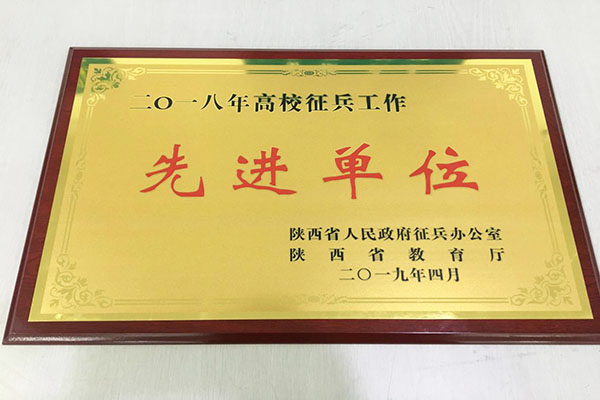 二〇一八年高校征兵工作
先进单位
陕西省人民政府征兵办公室
陕西省教育厅
二〇一九年四月